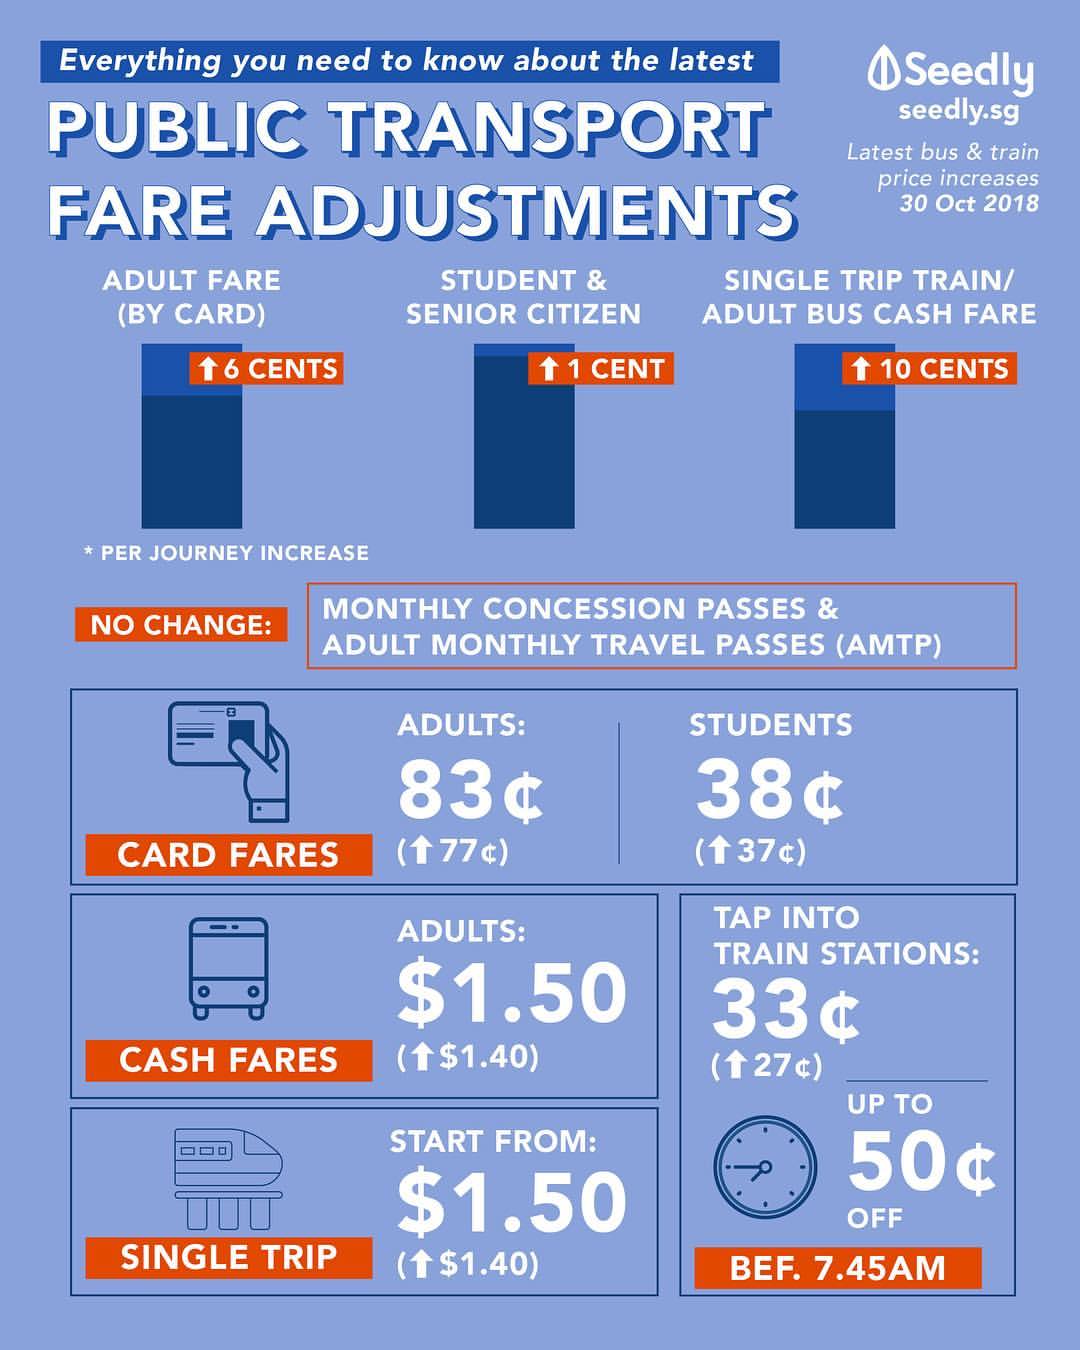 Everything you need to know about the latest
PUBLIC TRANSPORT
FARE ADJUSTMENTS
Seedly
seedly.sg
Latest bus & train
price increases
30 Oct 2018
ADULT FARE
(BY CARD)
↑ 6 CENTS
STUDENT &
SENIOR CITIZEN
↑ 1 CENT
SINGLE TRIP TRAIN/
ADULT BUS CASH FARE
↑ 10 CENTS
* PER JOURNEY INCREASE
NO CHANGE:
MONTHLY CONCESSION PASSES &
ADULT MONTHLY TRAVEL PASSES (AMTP)
CARD FARES
ADULTS:
83¢
(↑77¢)
STUDENTS
38¢
(↑37¢)
CASH FARES
ADULTS:
$1.50
(↑$1.40)
SINGLE TRIP
START FROM:
$1.50
(↑$1.40)
TAP INTO
TRAIN STATIONS:
33¢
(↑27¢)
UP TO
50¢
OFF
BEF. 7.45AM